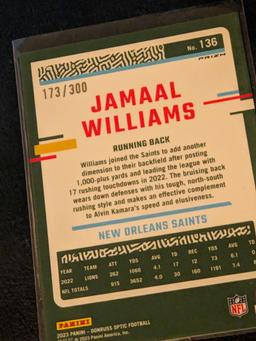 No. 136
PRIZM
173/300
JAMAAL
WILLIAMS
RUNNING BACK
Williams joined the Saints to add another
dimension to their backfield after posting
1,000-plus yards and leading the league with
17 rushing touchdowns in 2022. The bruising back
wears down defenses with his tough, north-south
rushing style and makes an effective complement
to Alvin Kamara's speed and elusiveness.
NEW ORLEANS SAINTS
YEAR TEAM ATT YDS AVG TD REC YDS AVG TD
2022 LIONS 262 1066 4.1 17 12 73 6.1 0
NFL TOTALS 915 3652 4.0 30 160 1191 7.4
PANINI
2023 PANINI - DONRUSS OPTIC FOOTBALL
© 2023 Panini America, Inc.
NFL